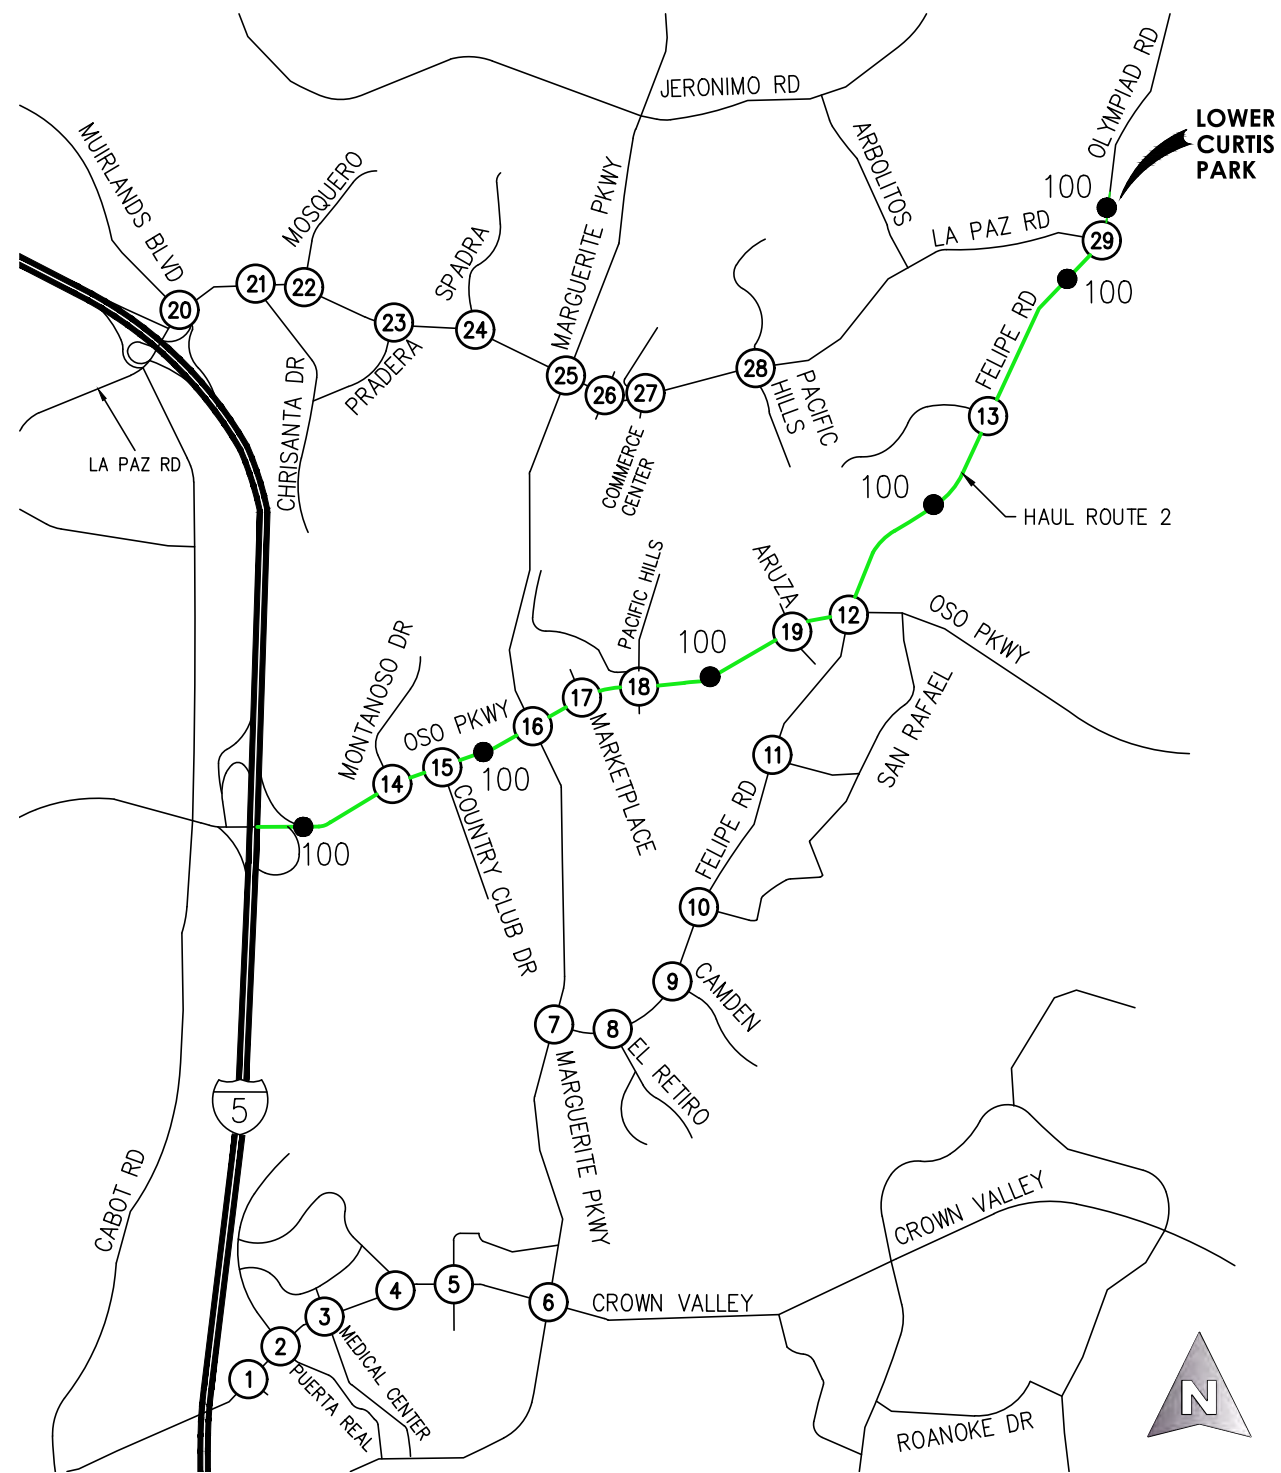 JERONIMO RD
OLYMPIAD RD
LOWER
CURTIS
PARK
MUIRLANDS BLVD
MOSQUERO
ARBOLITOS
MARGUERITE PKWY
SPADRA
100
LA PAZ RD
29
20
21
22
23
24
25
26
27
28
100
FELIPE RD
CHRISANTA DR
PRADERA
PACIFIC
HILLS
13
LA PAZ RD
COMMERCE
CENTER
100
HAUL ROUTE 2
ARUZA
PACIFIC HILLS
12
OSO PKWY
19
100
MONTANOSO DR
18
17
OSO PKWY
16
SAN RAFAEL
MARKETPLACE
11
15
14
100
COUNTRY CLUB DR
FELIPE RD
100
10
9
CAMDEN
7
8
EL RETIRO
MARGUERITE PKWY
5
CABOT RD
CROWN VALLEY
4
5
6
CROWN VALLEY
3
MEDICAL CENTER
2
1
PUERTA REAL
ROANOKE DR
N